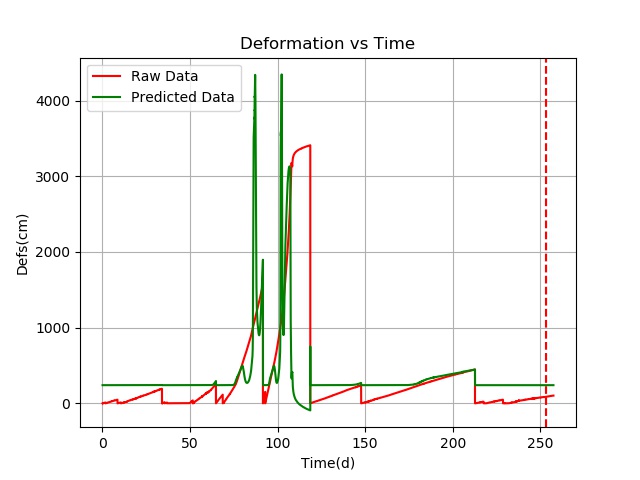 Deformation vs Time
Raw Data
Predicted Data
4000
3000
2000
1000
0
Defs(cm)
0 50 100 150 200 250
Time(d)